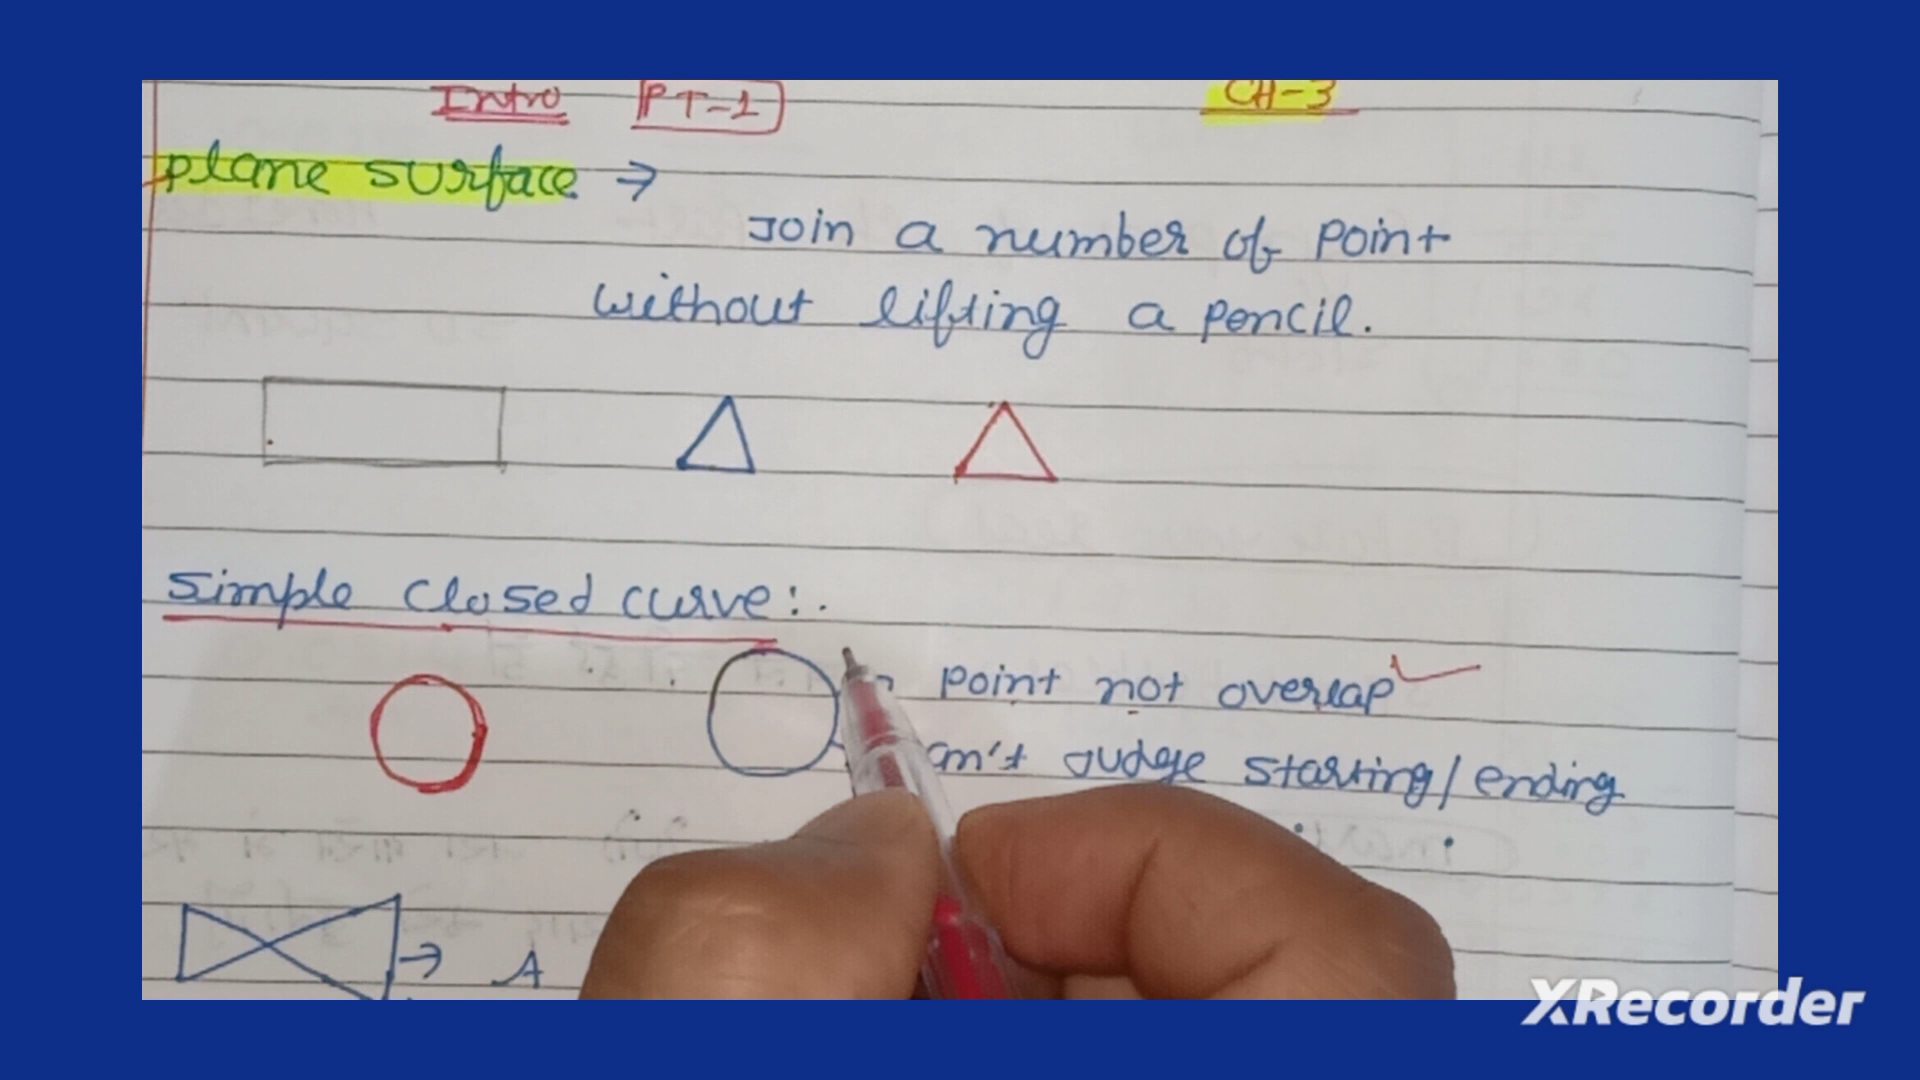 Intro PT-1 CH-3
plane surface →
Join a number of point
without lifting a pencil.
Simple closed curve:.
point not overlap ✓
can't Judge starting/ending
→ A
XRecorder